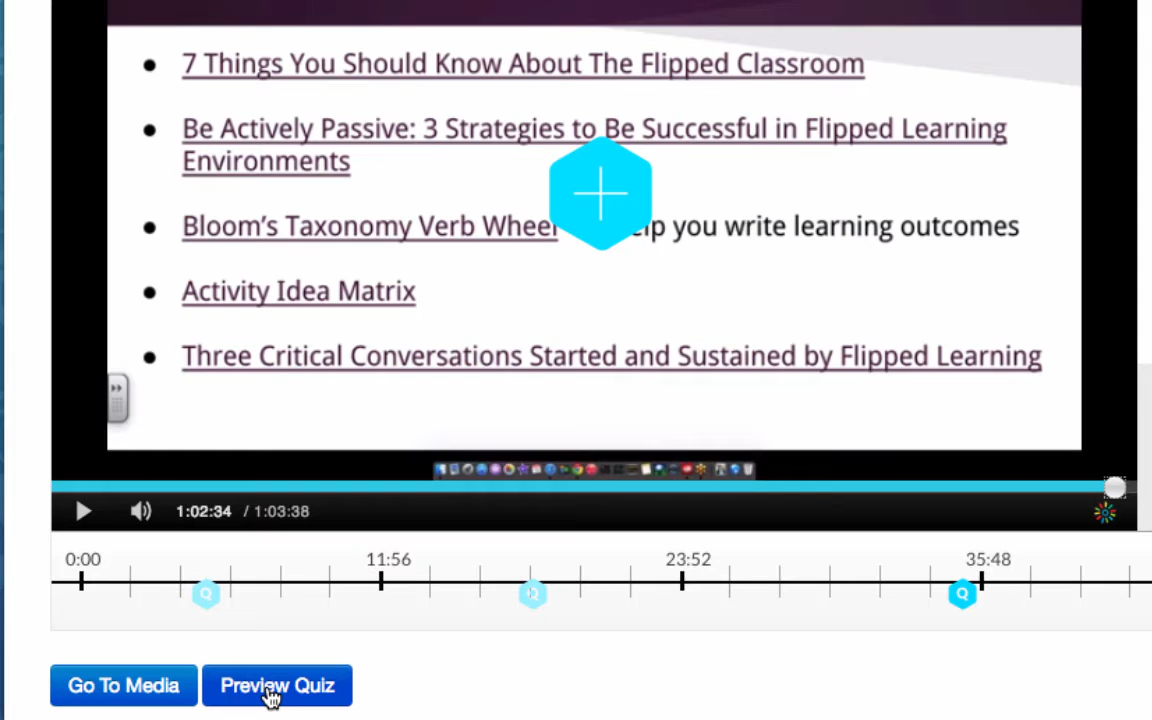 7 Things You Should Know About The Flipped Classroom
Be Actively Passive: 3 Strategies to Be Successful in Flipped Learning
Environments
Bloom's Taxonomy Verb Wheel you write learning outcomes
Activity Idea Matrix
Three Critical Conversations Started and Sustained by Flipped Learning
1:02:34 / 1:03:38
0:00 11:56 23:52 35:48
Q Q Q
Go To Media Preview Quiz